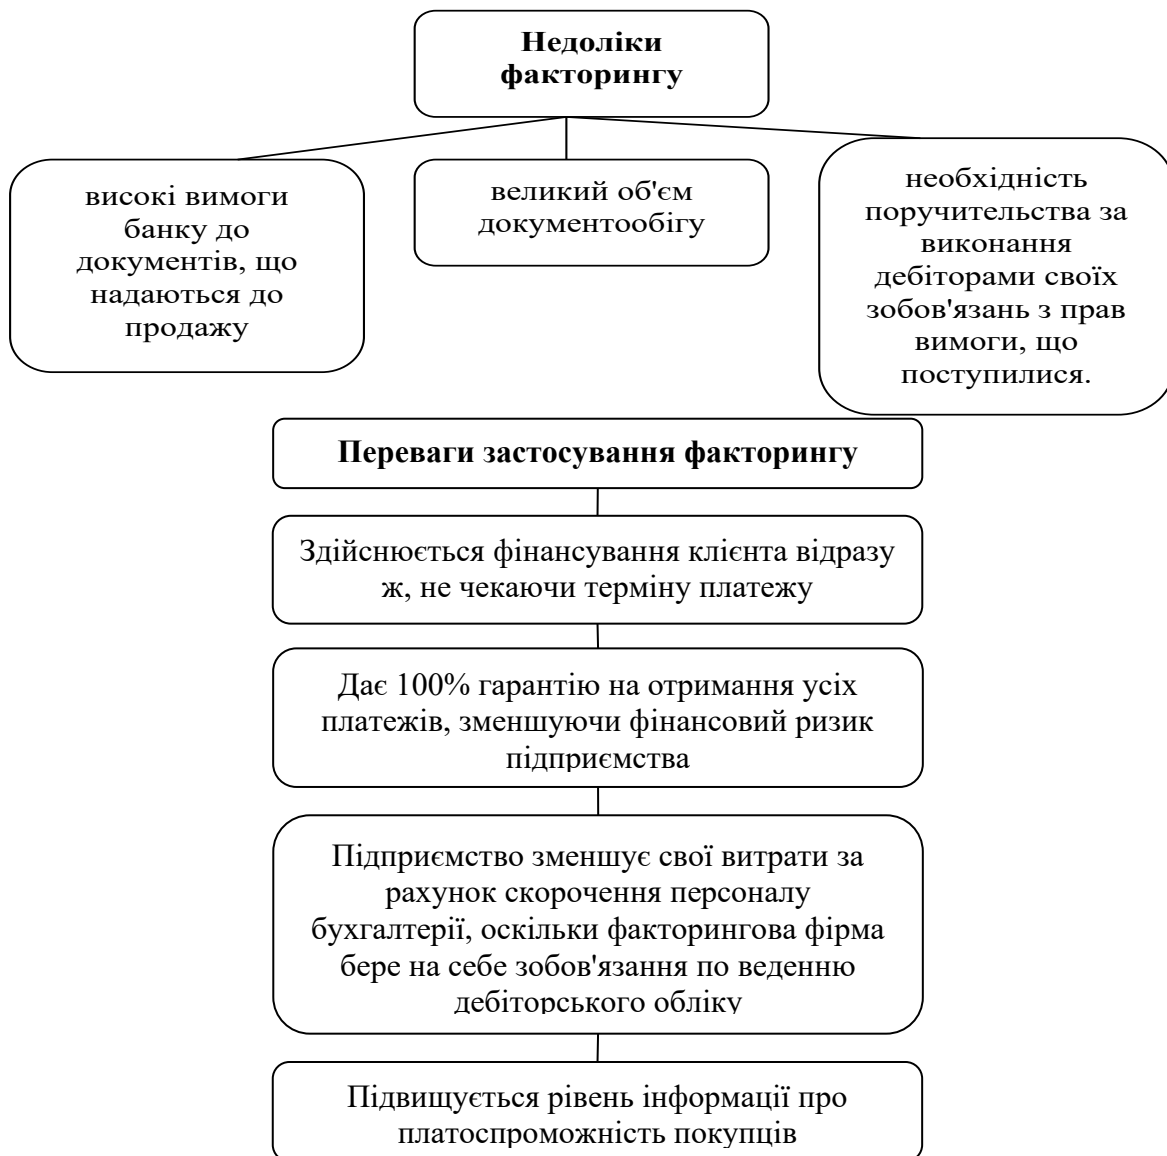 Недоліки
факторингу
високі вимоги
банку до
документів, що
надаються до
продажу
великий об'єм
документообігу
необхідність
поручительства за
виконання
дебіторами своїх
зобов'язань з прав
вимоги, що
поступилися.
Переваги застосування факторингу
Здійснюється фінансування клієнта відразу
ж, не чекаючи терміну платежу
Дає 100% гарантію на отримання усіх
платежів, зменшуючи фінансовий ризик
підприємства
Підприємство зменшує свої витрати за
рахунок скорочення персоналу
бухгалтерії, оскільки факторингова фірма
бере на себе зобов'язання по веденню
дебіторського обліку
Підвищується рівень інформації про
платоспроможність покупців